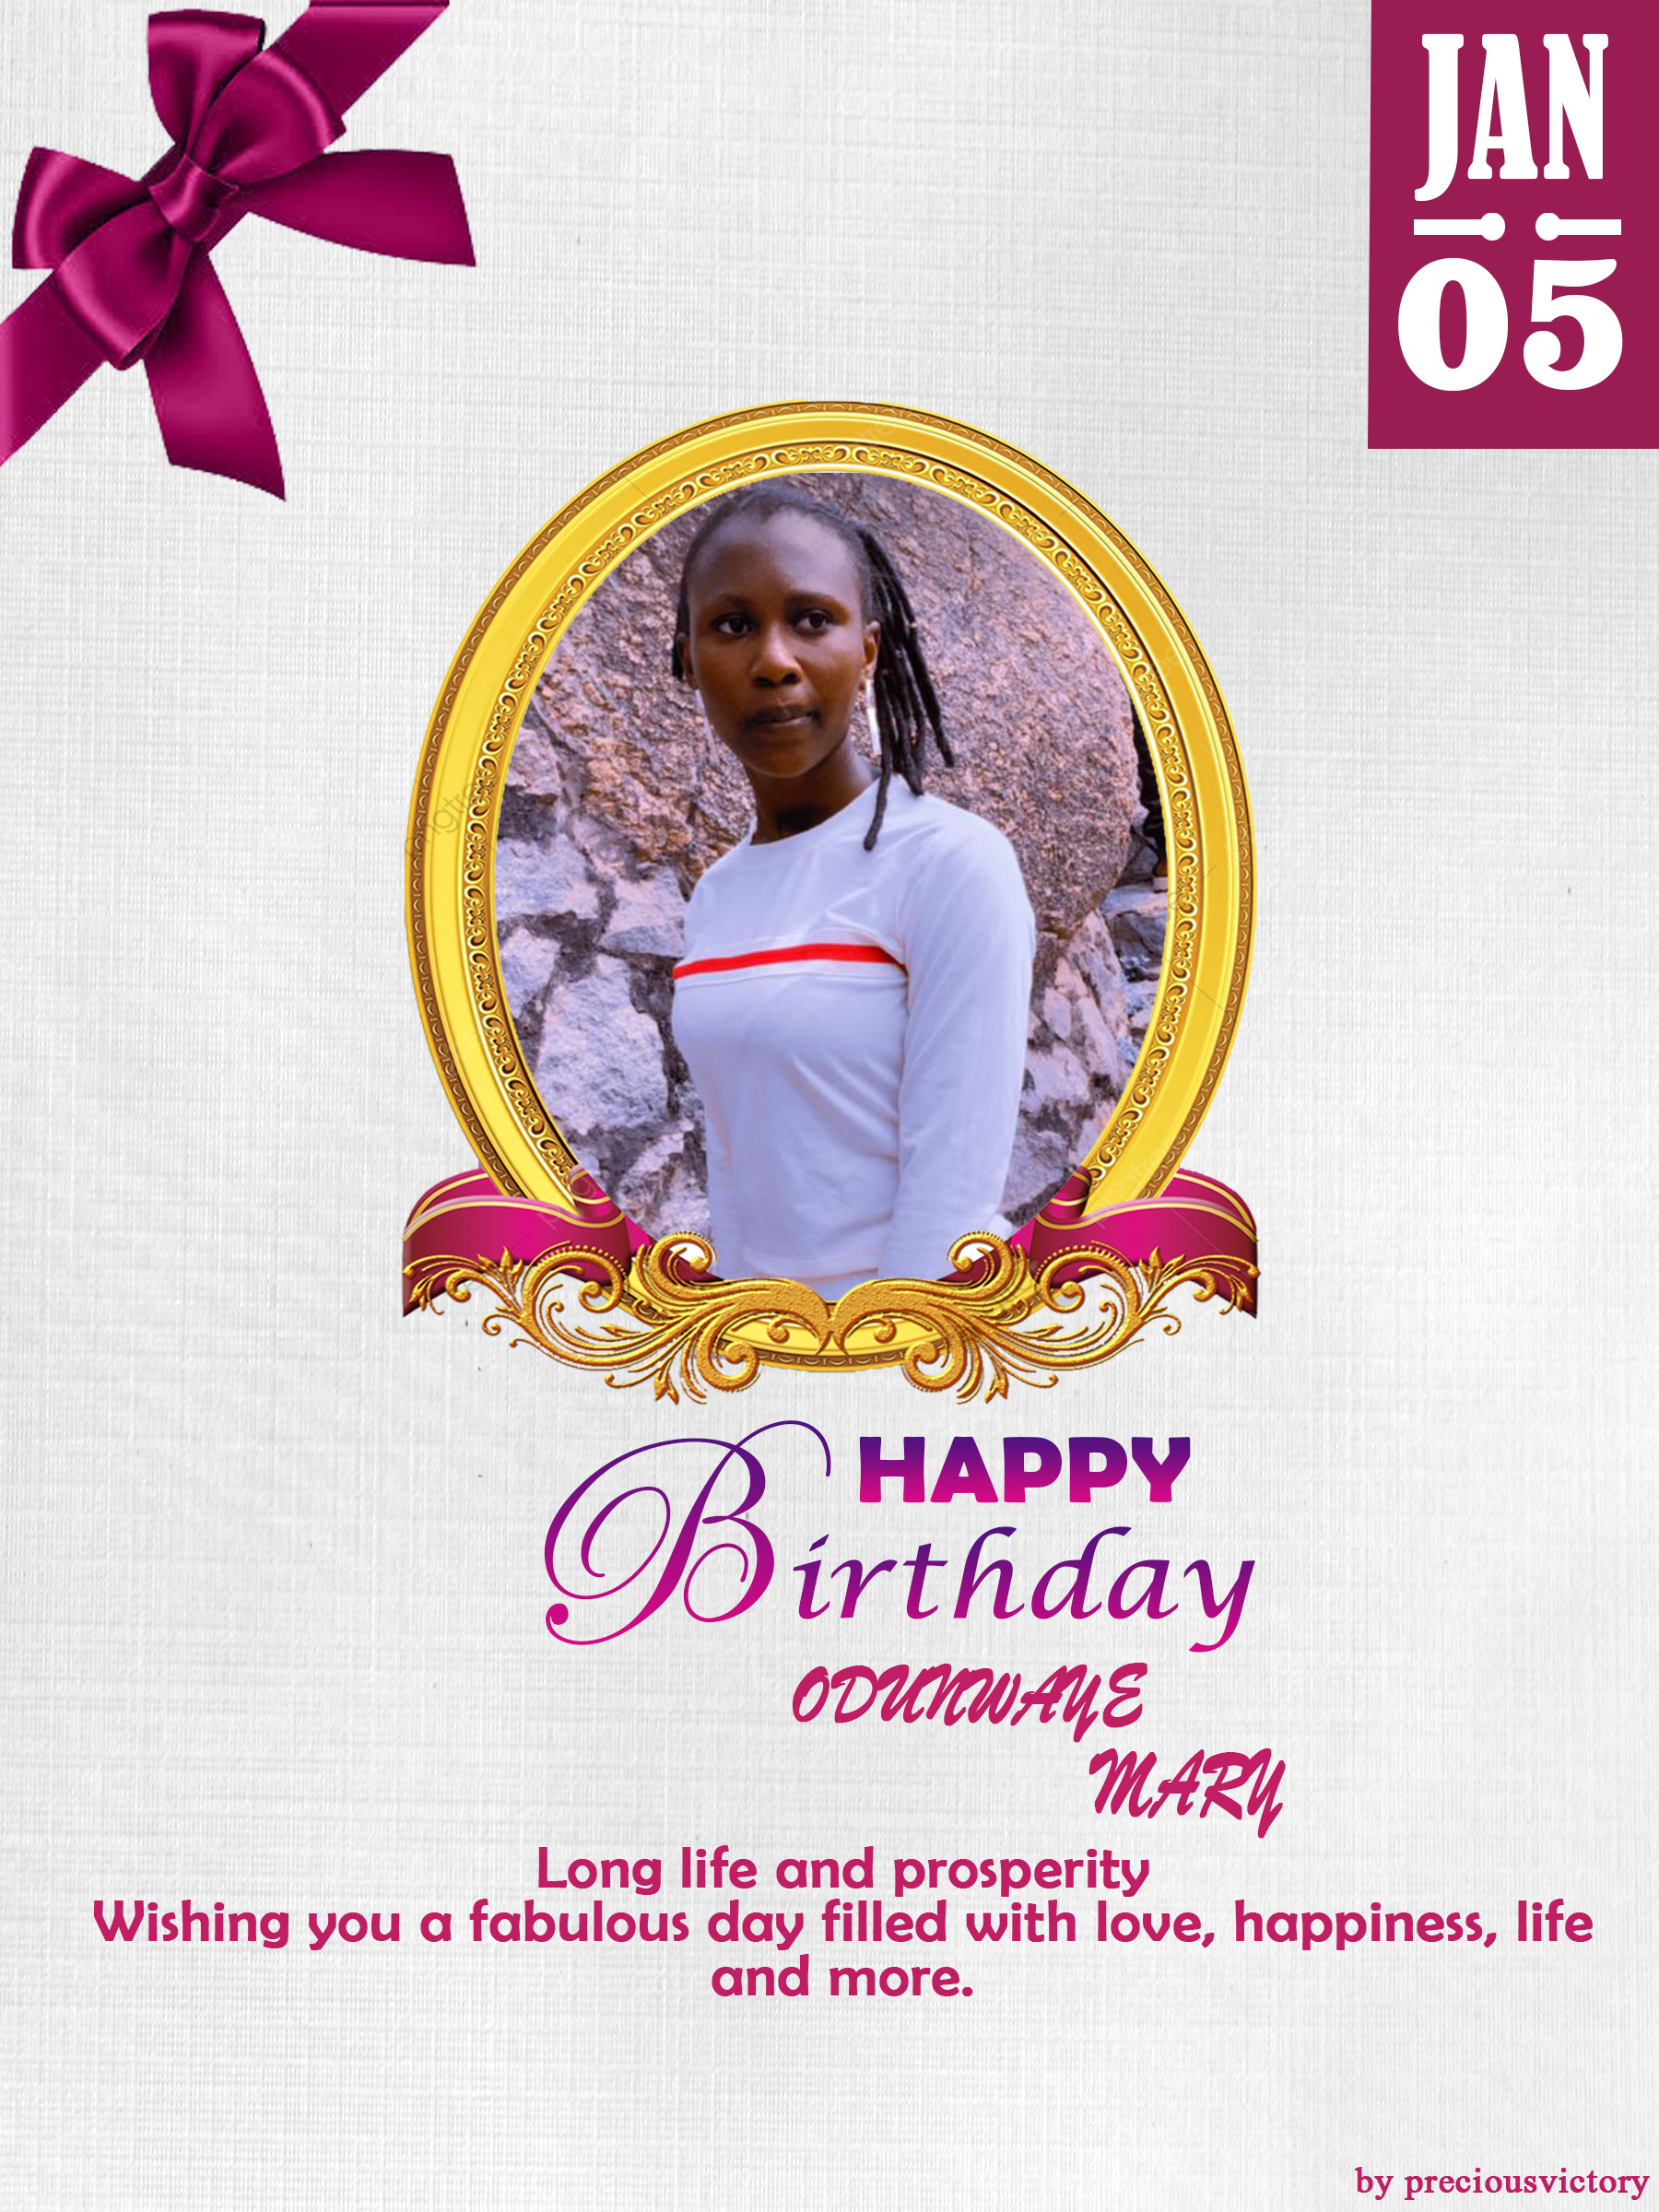 JAN
05
HAPPY
Birthday
ODUNWAYE
MARY
Long life and prosperity
Wishing you a fabulous day filled with love, happiness, life
and more.
by preciousvictory